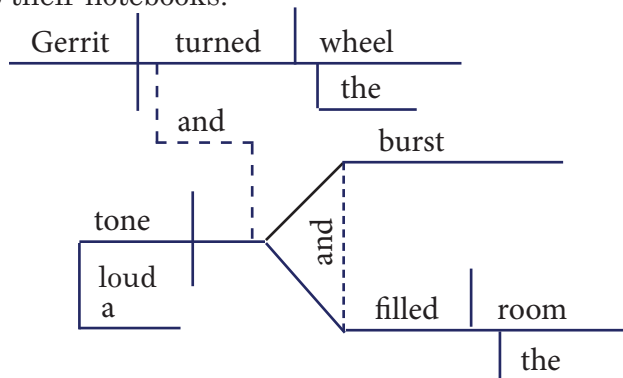 their notebooks.
Gerrit turned wheel
the
and
burst
tone
and
loud
a
filled room
the